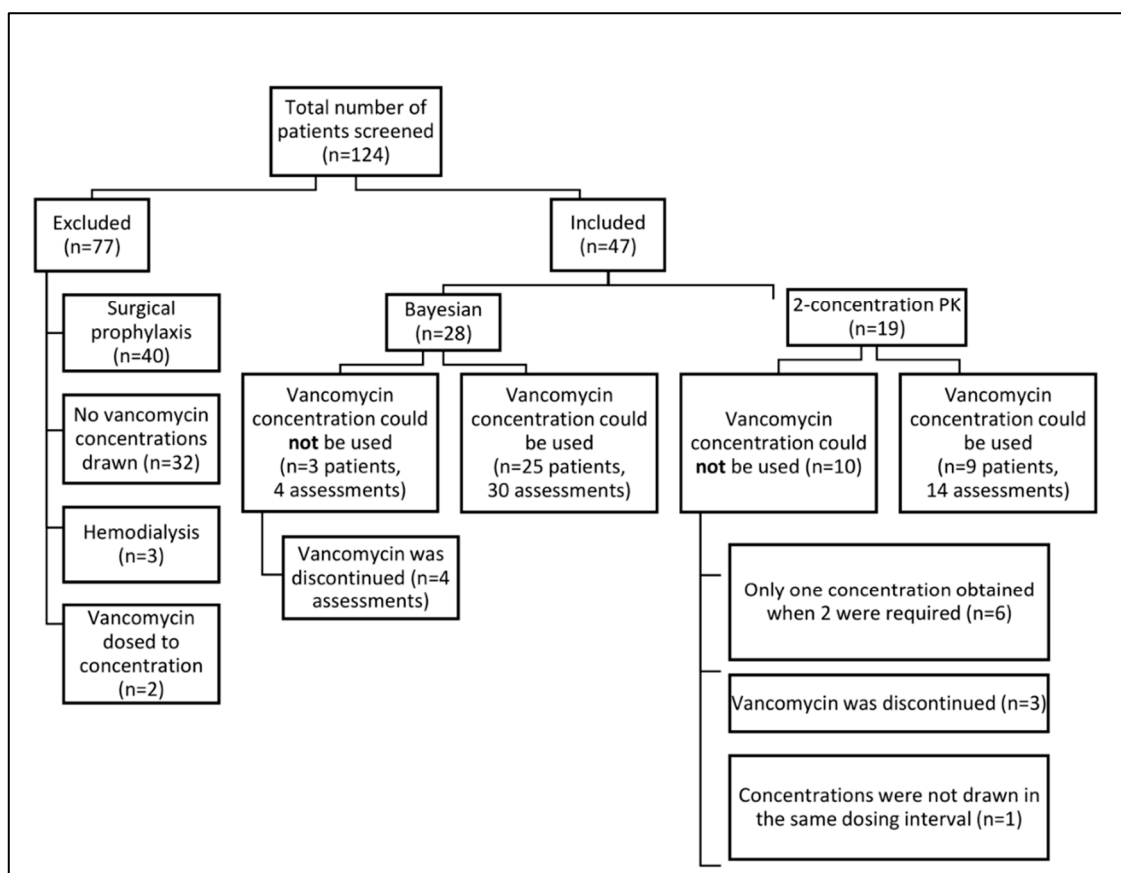 Total number of
patients screened
(n=124)
Excluded
(n=77)
Included
(n=47)
Surgical
prophylaxis
(n=40)
No vancomycin
concentrations
drawn (n=32)
Hemodialysis
(n=3)
Vancomycin
dosed to
concentration
(n=2)
Bayesian
(n=28)
2-concentration PK
(n=19)
Vancomycin
concentration could
not be used
(n=3 patients,
4 assessments)
Vancomycin was
discontinued (n=4
assessments)
Vancomycin
concentration could
be used
(n=25 patients,
30 assessments)
Vancomycin
concentration could
not be used (n=10)
Vancomycin
concentration could
be used
(n=9 patients,
14 assessments)
Only one concentration obtained
when 2 were required (n=6)
Vancomycin was discontinued (n=3)
Concentrations were not drawn in
the same dosing interval (n=1)